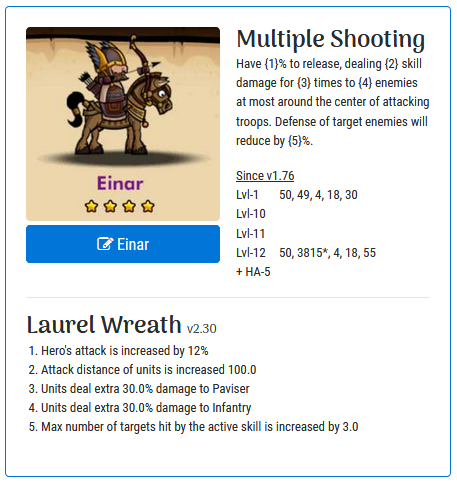 Einar
Einar
Multiple Shooting
Have {1}% to release, dealing {2} skill
damage for {3} times to {4} enemies
at most around the center of attacking
troops. Defense of target enemies will
reduce by {5}%.
Since v1.76
Lvl-1 50, 49, 4, 18, 30
Lvl-10
Lvl-11
Lvl-12 50, 3815*, 4, 18, 55
+ HA-5
Laurel Wreath v2.30
1. Hero's attack is increased by 12%
2. Attack distance of units is increased 100.0
3. Units deal extra 30.0% damage to Paviser
4. Units deal extra 30.0% damage to Infantry
5. Max number of targets hit by the active skill is increased by 3.0